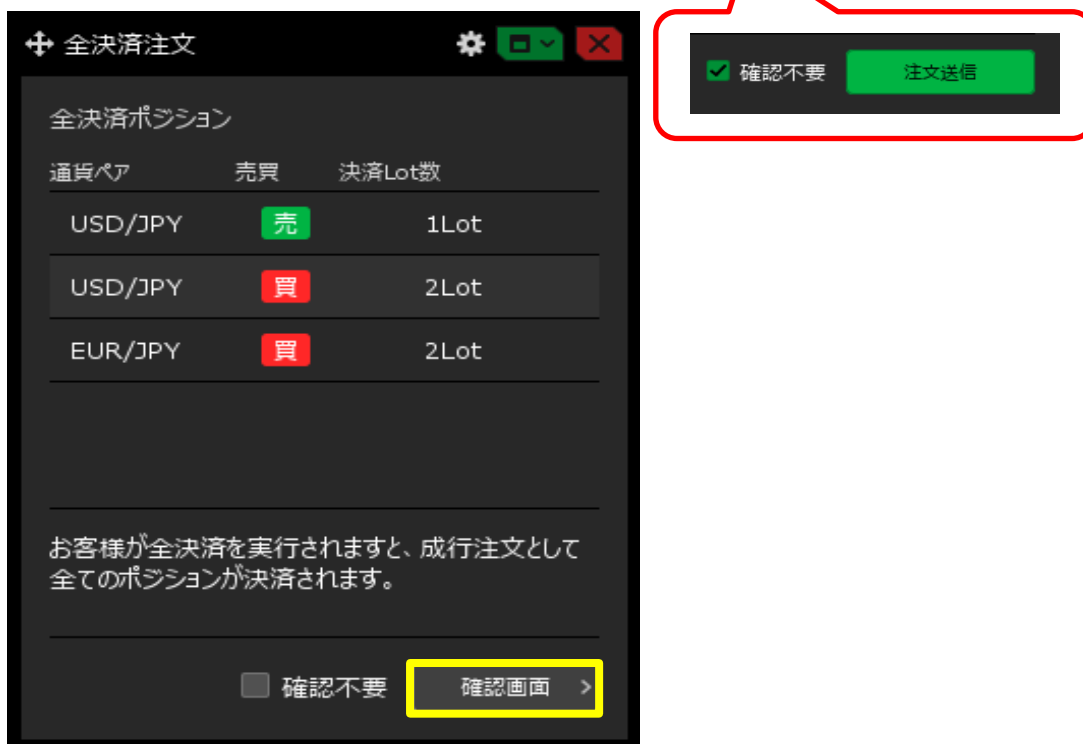 全決済注文
全決済ポジション
通貨ペア 売買 決済Lot数
USD/JPY 売 1Lot
USD/JPY 買 2Lot
EUR/JPY 買 2Lot
お客様が全決済を実行されますと、成行注文として
全てのポジションが決済されます。
確認不要 確認画面 >
確認不要 注文送信